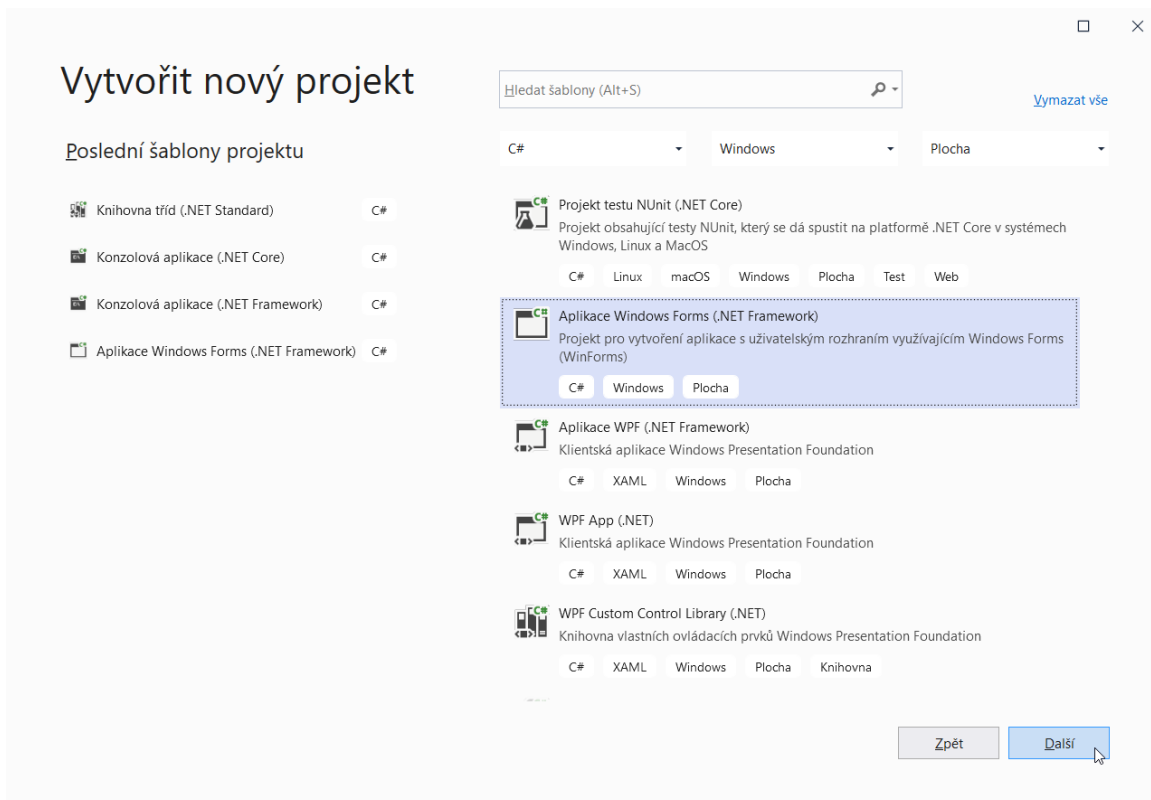 Vytvořit nový projekt
Hledat šablony (Alt+S)
Vymazat vše
Poslední šablony projektu
C#
Windows
Plocha
Knihovna tříd (.NET Standard)
C#
Konzolová aplikace (.NET Core)
C#
Konzolová aplikace (.NET Framework)
C#
Aplikace Windows Forms (.NET Framework)
C#
Projekt testu NUnit (.NET Core)
Projekt obsahující testy NUnit, který se dá spustit na platformě .NET Core v systémech
Windows, Linux a MacOS
C# Linux macOS Windows Plocha Test Web
Aplikace Windows Forms (.NET Framework)
Projekt pro vytvoření aplikace s uživatelským rozhraním využívajícím Windows Forms
(WinForms)
C# Windows Plocha
Aplikace WPF (.NET Framework)
Klientská aplikace Windows Presentation Foundation
C# XAML Windows Plocha
WPF App (.NET)
Klientská aplikace Windows Presentation Foundation
C# XAML Windows Plocha
WPF Custom Control Library (.NET)
Knihovna vlastních ovládacích prvků Windows Presentation Foundation
C# XAML Windows Plocha Knihovna
Zpět
Další